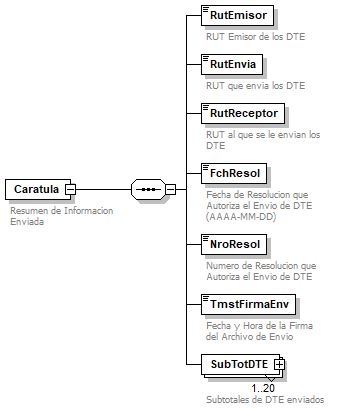 RutEmisor
RUT Emisor de los DTE
RutEnvia
RUT que envia los DTE
RutReceptor
RUT al que se le envian los
DTE
Caratula
Resumen de Informacion
Enviada
FchResol
Fecha de Resolucion que
Autoriza el Envio de DTE
(AAAA-MM-DD)
NroResol
Numero de Resolucion que
Autoriza el Envio de DTE
TmstFirmaEnv
Fecha y Hora de la Firma
del Archivo de Envio
SubTotDTE
1..20
Subtotales de DTE enviados